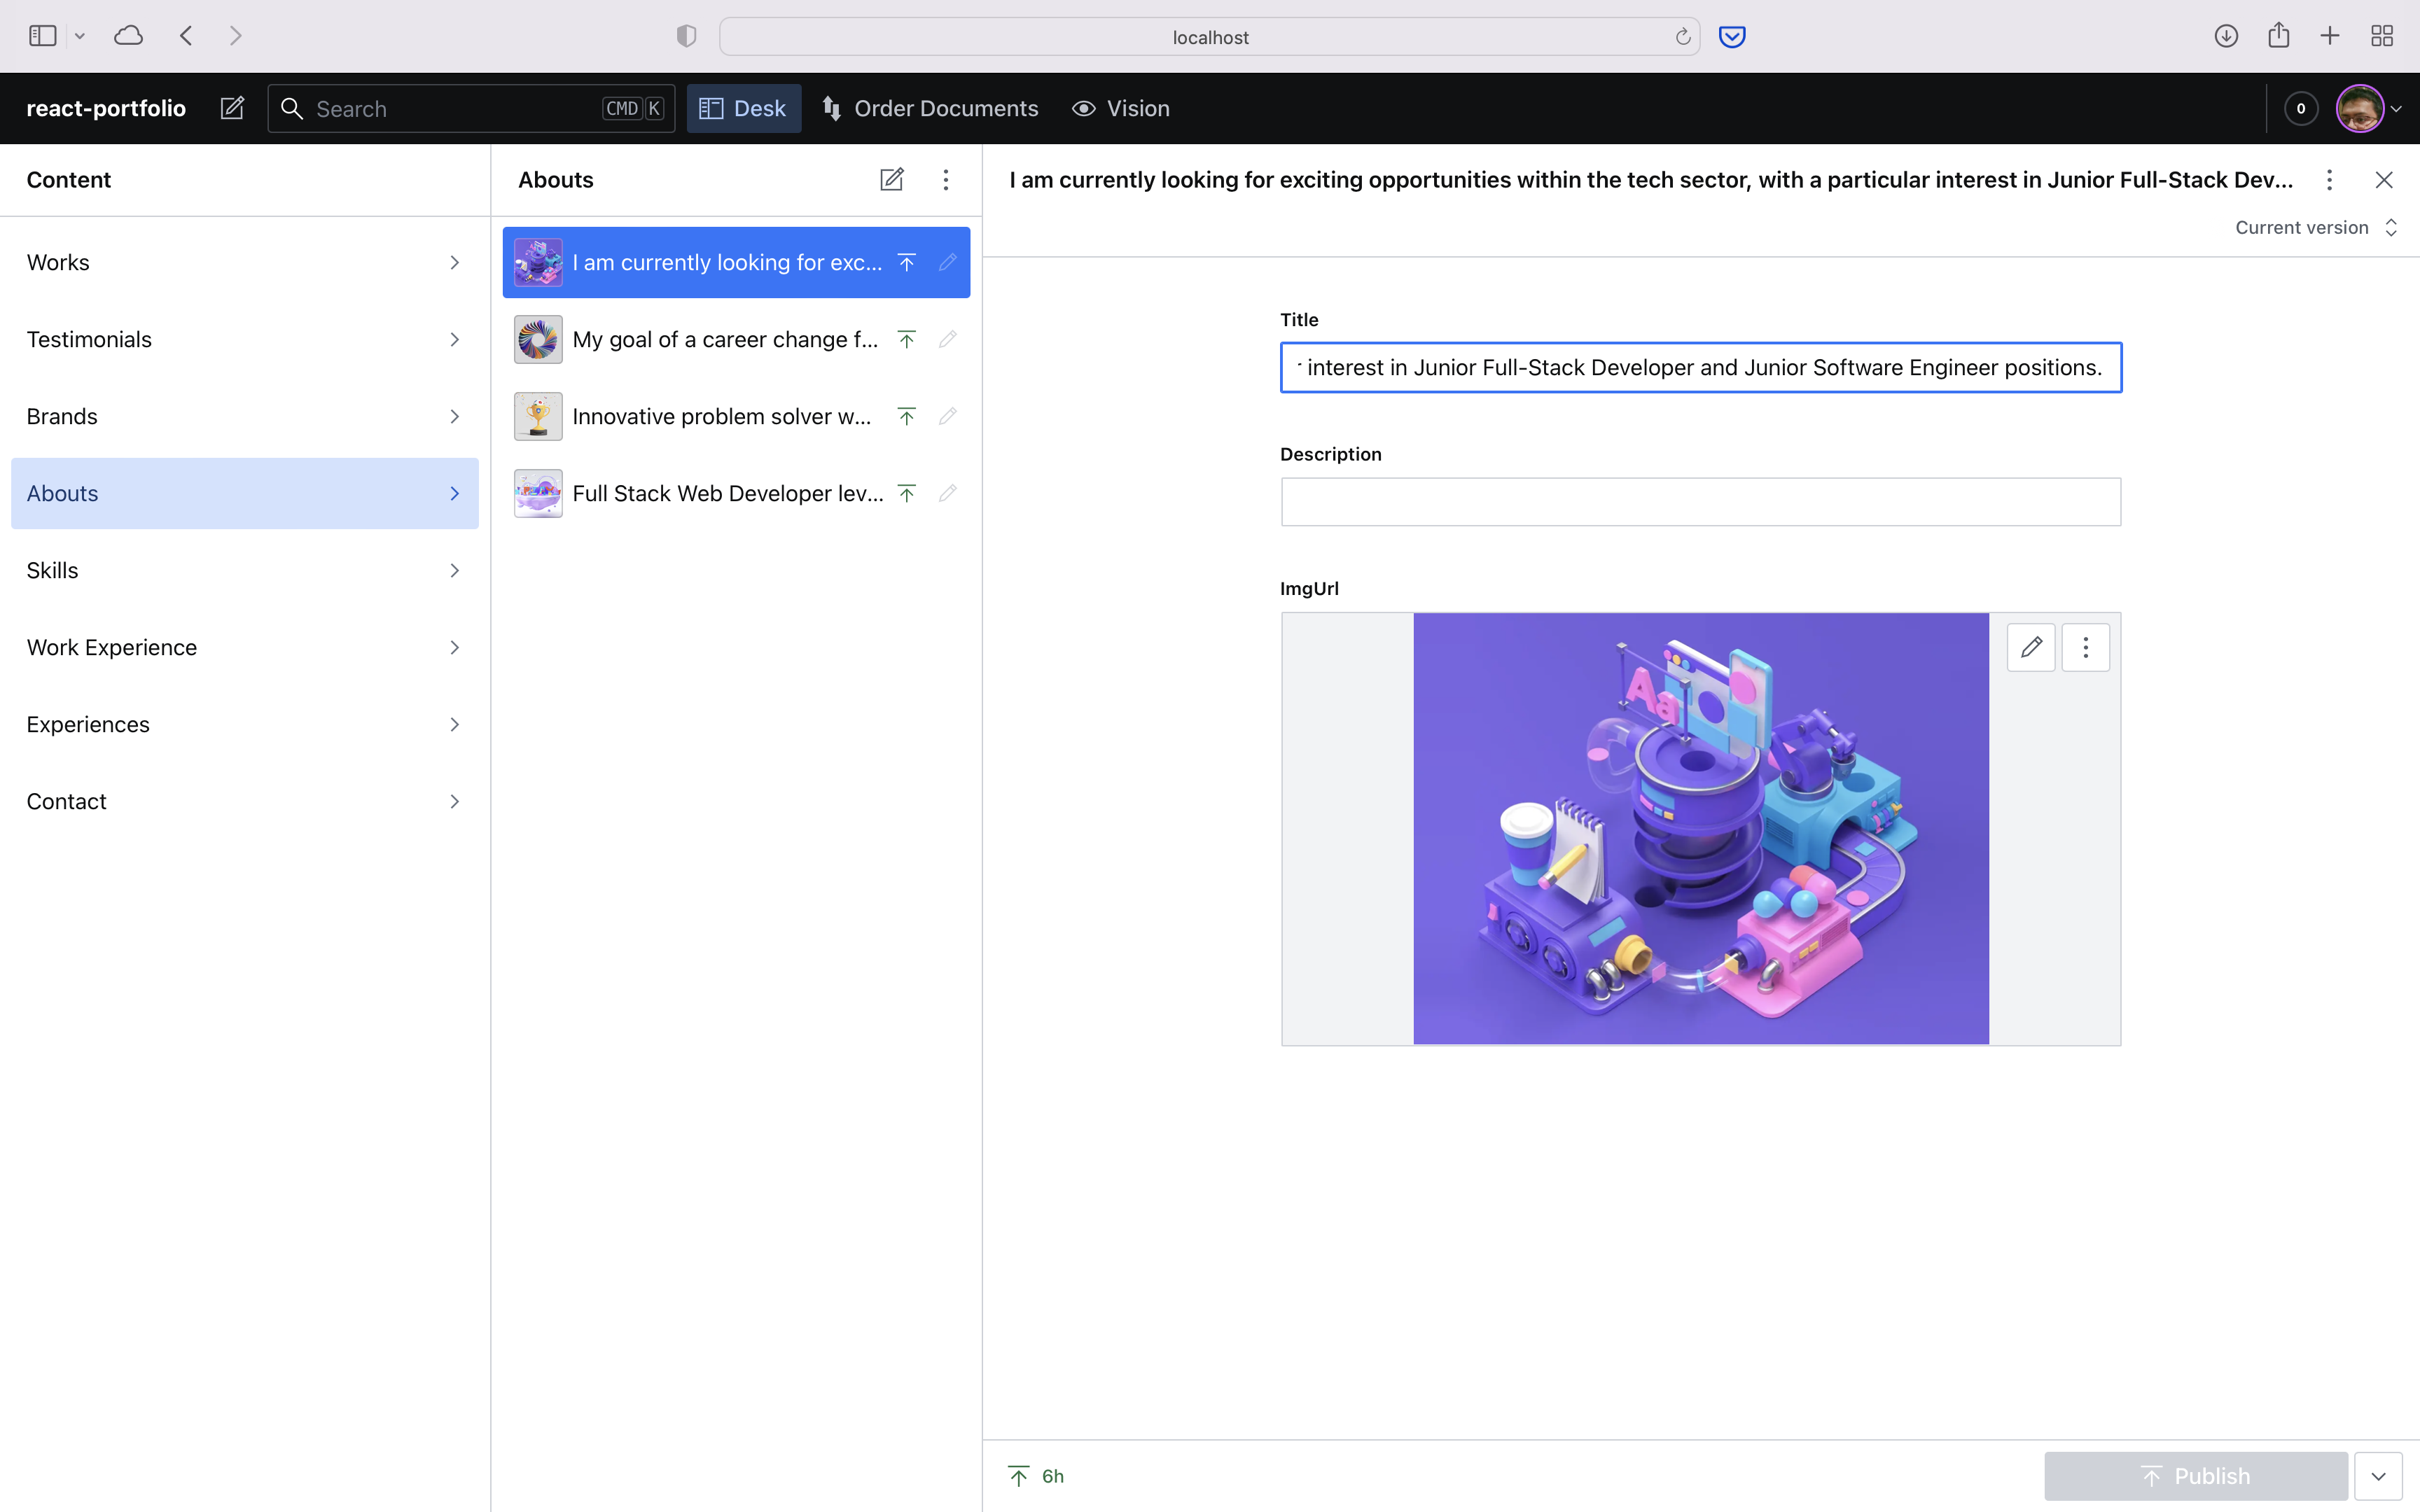 localhost
react-portfolio
Search
CMD K
Desk
Order Documents
Vision
0
Content
Works
Testimonials
Brands
Abouts
Skills
Work Experience
Experiences
Contact
Abouts
I am currently looking for exc...
My goal of a career change f...
Innovative problem solver w...
Full Stack Web Developer lev...
I am currently looking for exciting opportunities within the tech sector, with a particular interest in Junior Full-Stack Dev...
Current version
Title
interest in Junior Full-Stack Developer and Junior Software Engineer positions.
Description
ImgUrl
Aa
6h
Publish